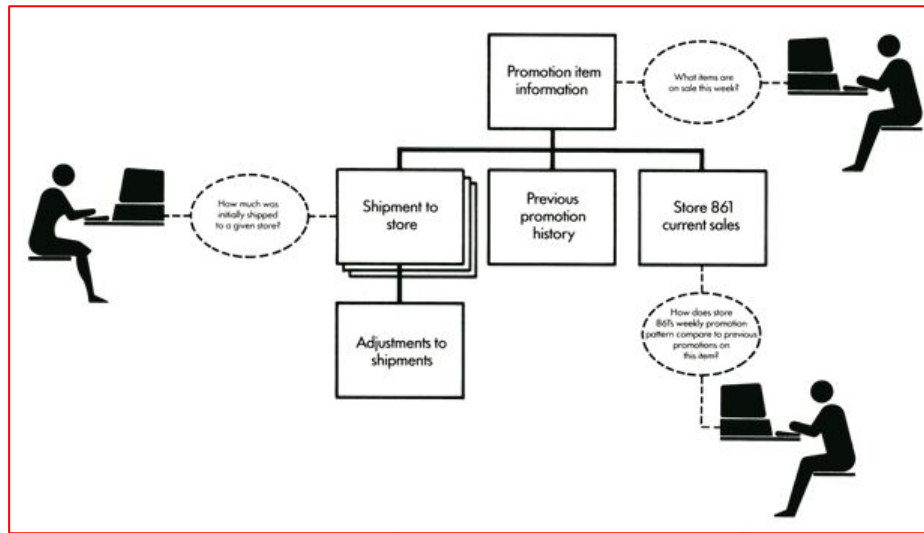 Promotion item
information
What items are
on sale this week?
How much was
initially shipped
to a given store?
Shipment to
store
Previous
promotion
history
Store 861
current sales
Adjustments to
shipments
How does store
861's weekly promotion
pattern compare to previous
promotions on
this item?